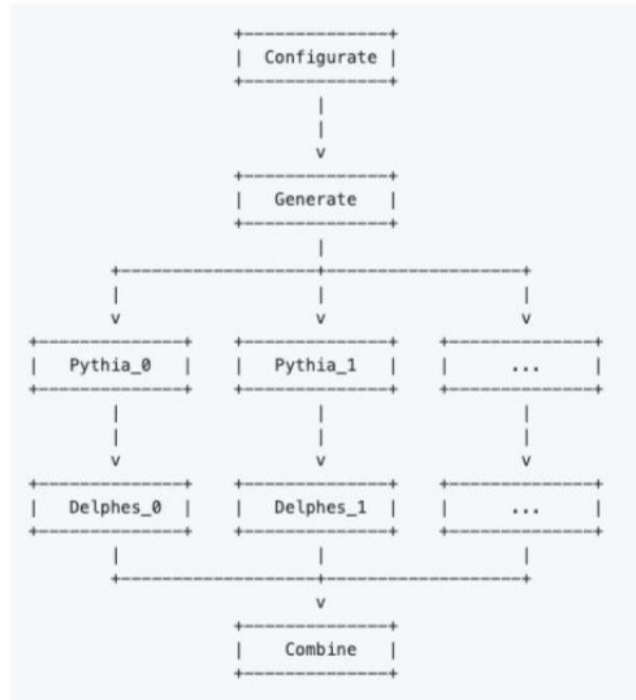 Configurate
Generate
Pythia_0 Pythia_1 ...
Delphes_0 Delphes_1 ...
Combine